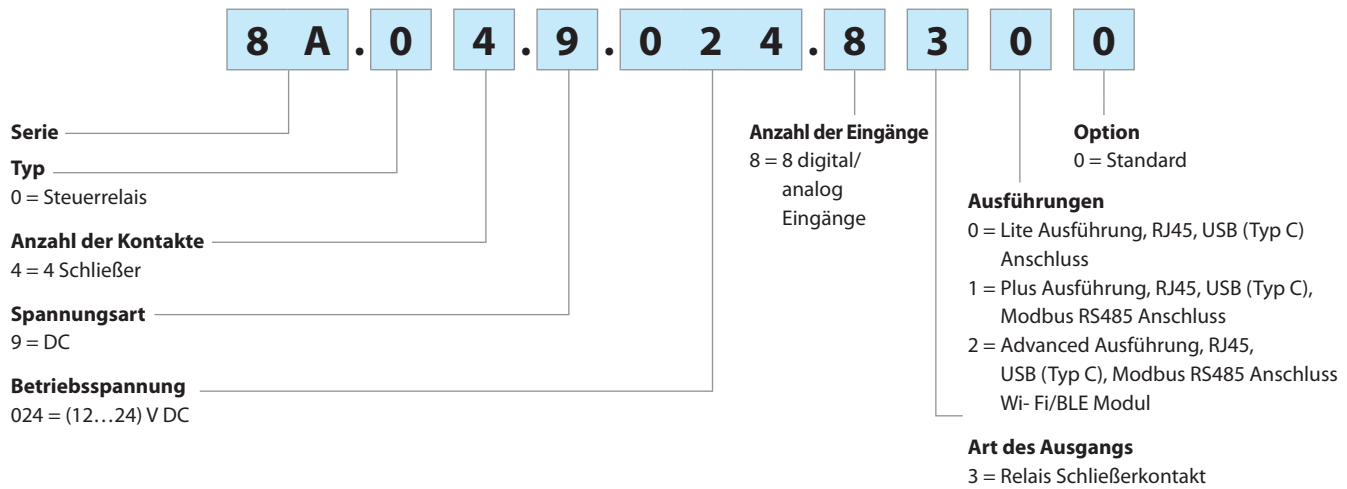 8 A . 0 4 . 9 . 0 2 4 . 8 3 0 0
Serie
Typ
0 = Steuerrelais
Anzahl der Kontakte
4 = 4 Schließer
Spannungsart
9 = DC
Betriebsspannung
024 = (12…24) V DC
Anzahl der Eingänge
8 = 8 digital/
analog
Eingänge
Option
0 = Standard
Ausführungen
0 = Lite Ausführung, RJ45, USB (Typ C)
Anschluss
1 = Plus Ausführung, RJ45, USB (Typ C),
Modbus RS485 Anschluss
2 = Advanced Ausführung, RJ45,
USB (Typ C), Modbus RS485 Anschluss
Wi- Fi/BLE Modul
Art des Ausgangs
3 = Relais Schließerkontakt